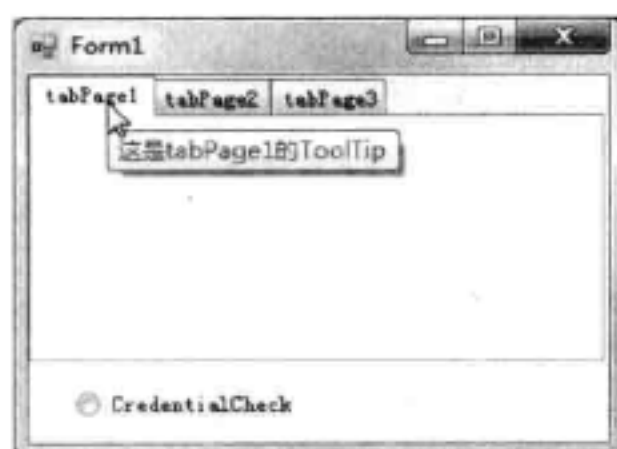 Form1
tabPage1 tabPage2 tabPage3
这是tabPage1的ToolTip
CredentialCheck